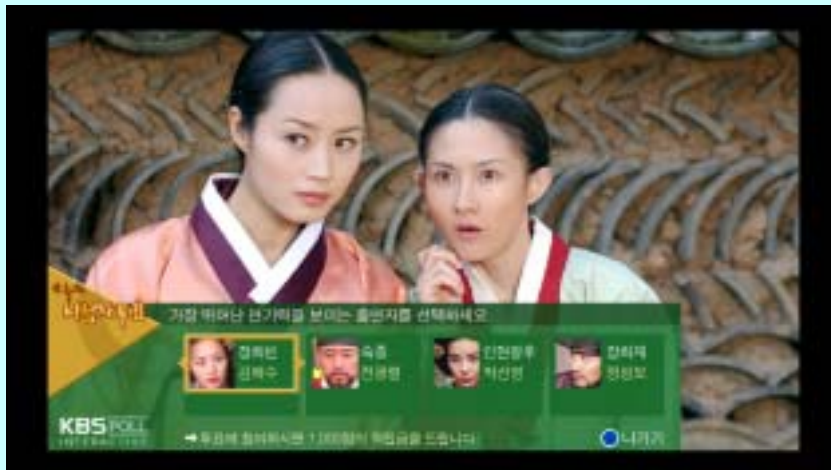 가장 뛰어난 연기력을 보이는 출연자를 선택하세요
장희빈
김혜수
숙종
전광렬
인현왕후
박선영
장희재
정성모
KBS POLL
INTERACTIVE
➡투표에 참여하시면 1,000원의 적립금을 드립니다.
나가기